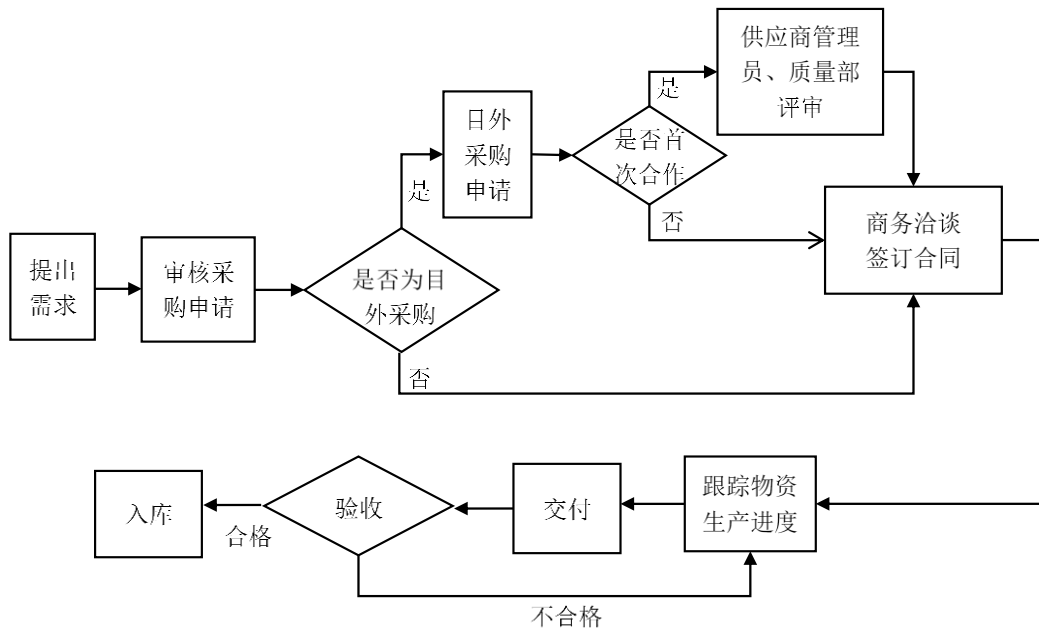 提出
需求
审核采
购申请
是否为目
外采购
是
否
日外
采购
申请
是否首
次合作
是
否
供应商管理
员、质量部
评审
商务洽谈
签订合同
跟踪物资
生产进度
交付
验收
合格
不合格
入库